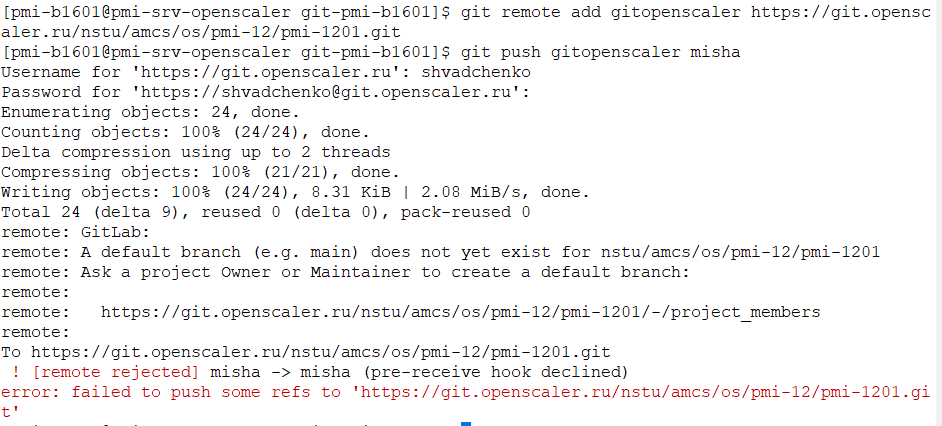 [pmi-b1601@pmi-srv-openscaler git-pmi-b1601]$ git remote add gitopenscaler https://git.opensc
aler.ru/nstu/amcs/os/pmi-12/pmi-1201.git
[pmi-b1601@pmi-srv-openscaler git-pmi-b1601]$ git push gitopenscaler misha
Username for 'https://git.openscaler.ru': shvadchenko
Password for 'https://shvadchenko@git.openscaler.ru':
Enumerating objects: 24, done.
Counting objects: 100% (24/24), done.
Delta compression using up to 2 threads
Compressing objects: 100% (21/21), done.
Writing objects: 100% (24/24), 8.31 KiB | 2.08 MiB/s, done.
Total 24 (delta 9), reused 0 (delta 0), pack-reused 0
remote: GitLab:
remote: A default branch (e.g. main) does not yet exist for nstu/amcs/os/pmi-12/pmi-1201
remote: Ask a project Owner or Maintainer to create a default branch:
remote:
remote:   https://git.openscaler.ru/nstu/amcs/os/pmi-12/pmi-1201/-/project_members
remote:
To https://git.openscaler.ru/nstu/amcs/os/pmi-12/pmi-1201.git
 ! [remote rejected] misha -> misha (pre-receive hook declined)
error: failed to push some refs to 'https://git.openscaler.ru/nstu/amcs/os/pmi-12/pmi-1201.gi
t'